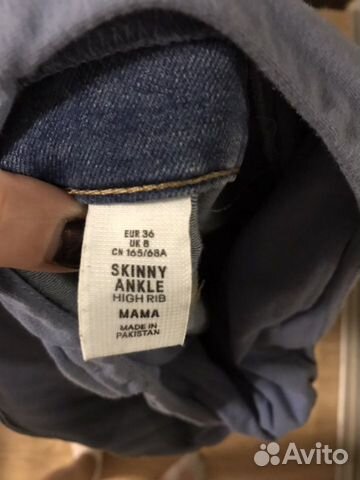 EUR 36
UK 8
CN 165/68A
SKINNY
ANKLE
HIGH RIB
MAMA
MADE IN
PAKISTAN
Avito